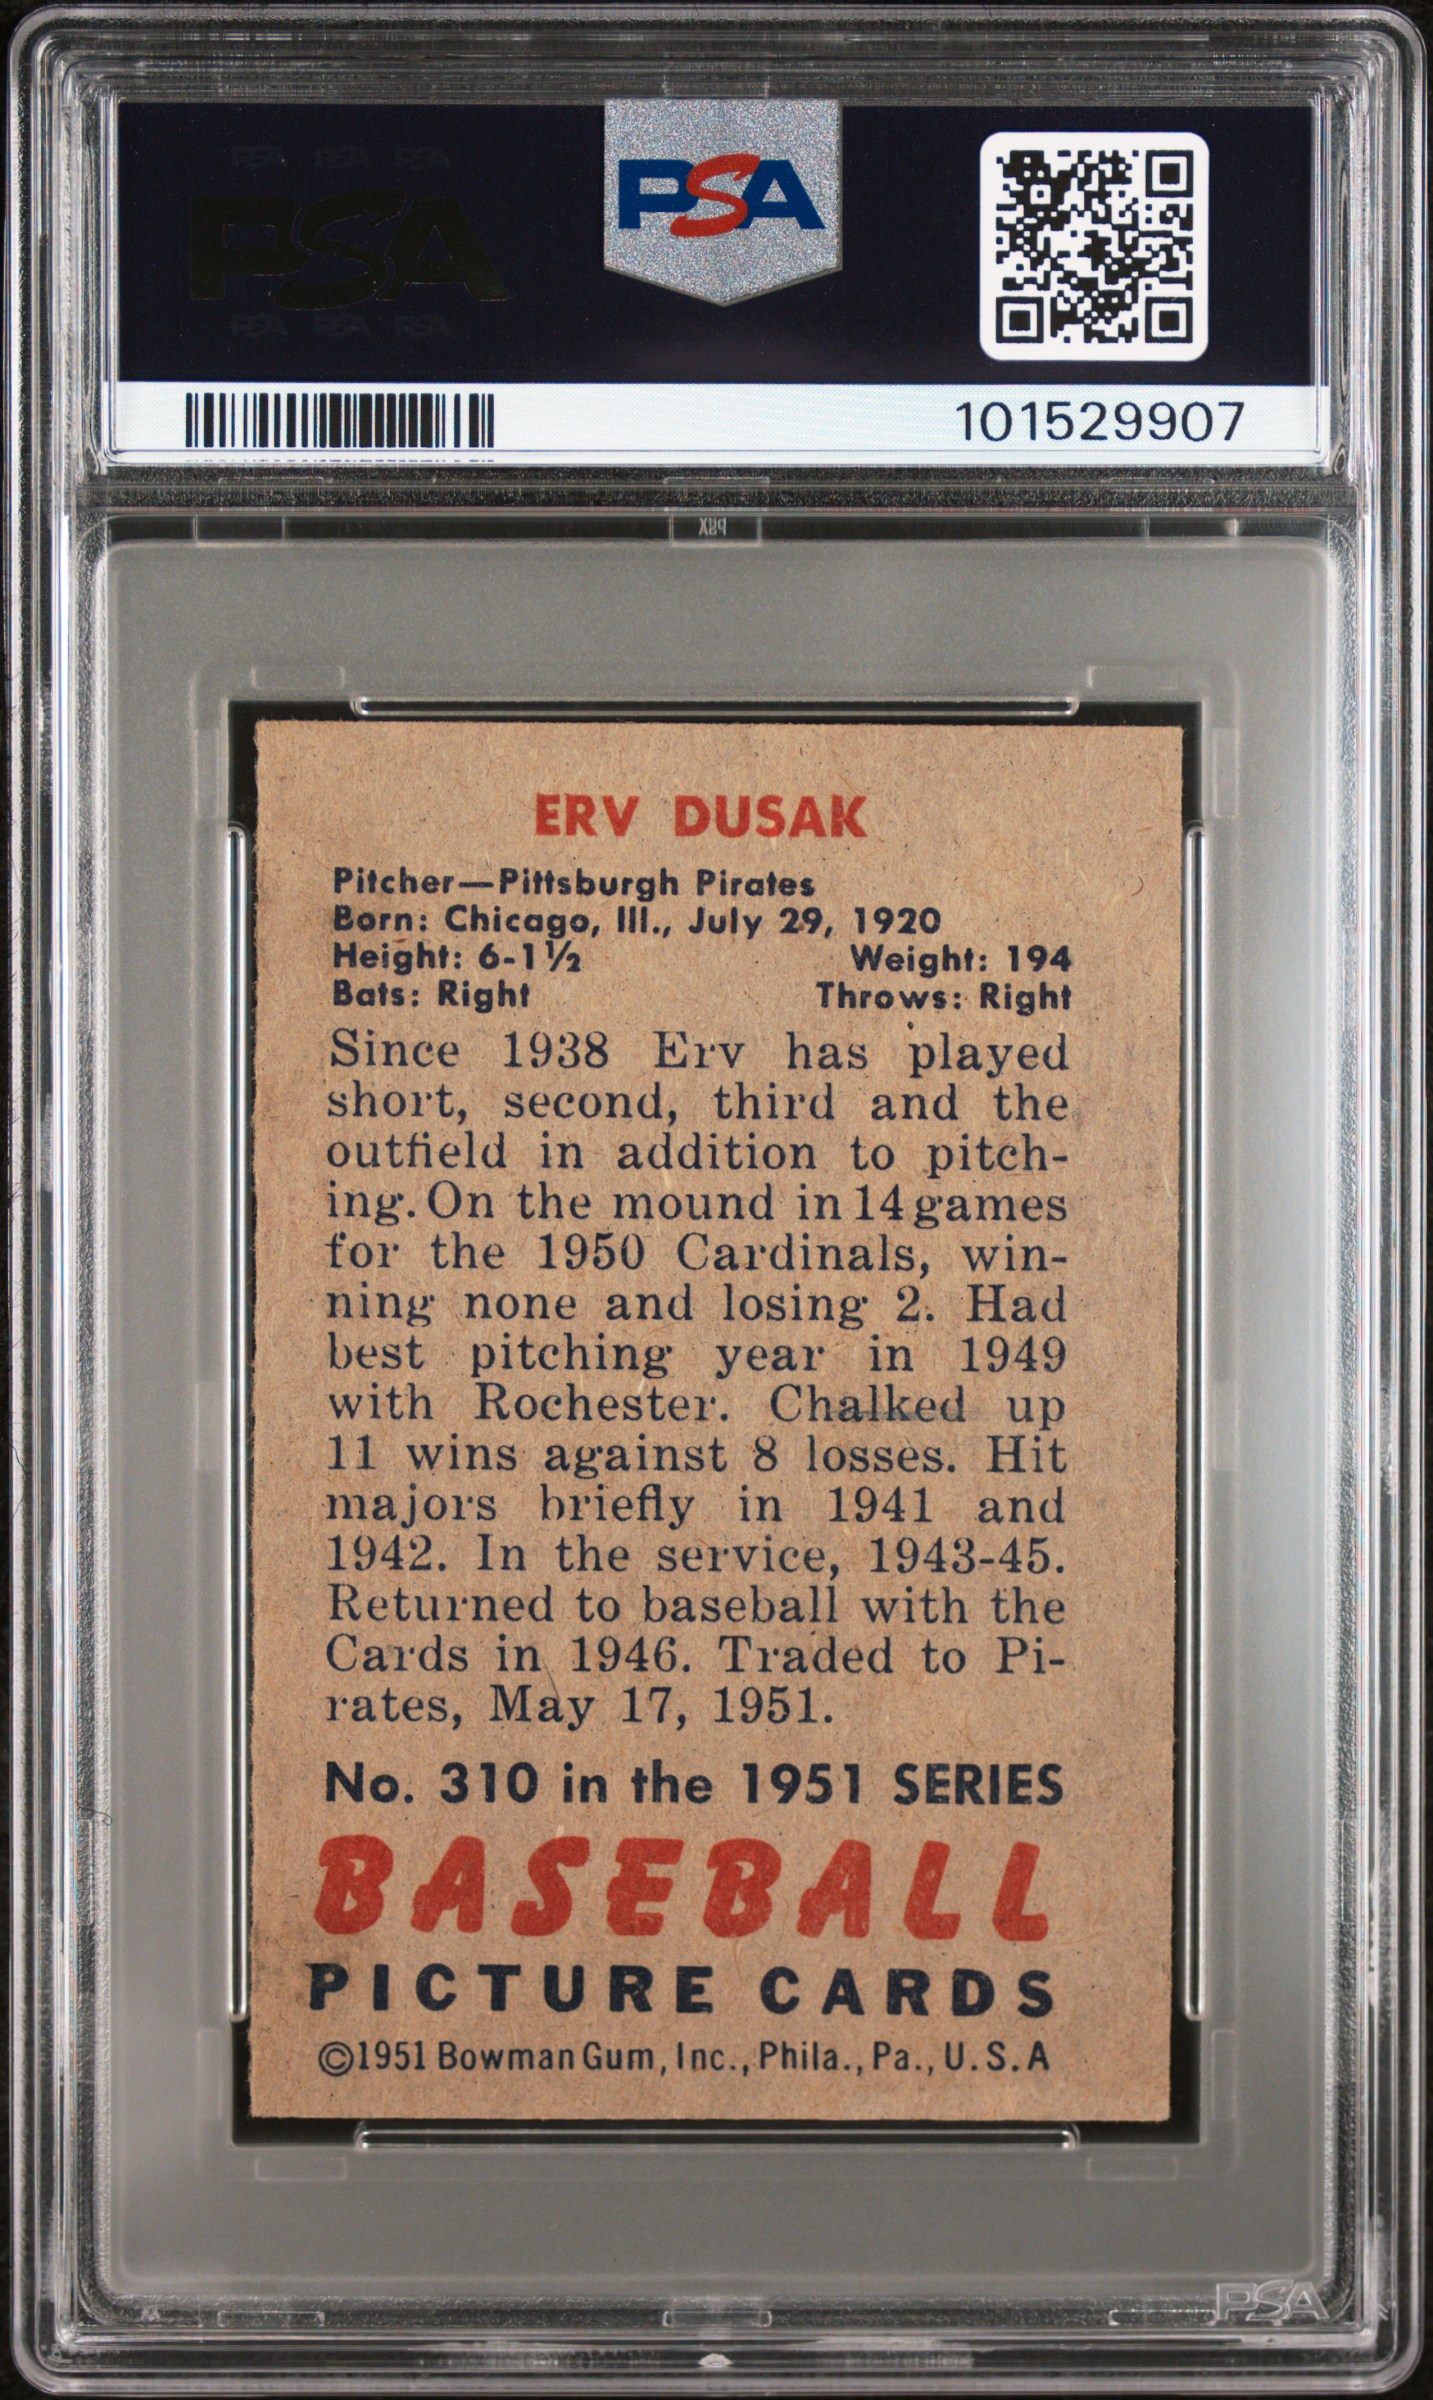 PSA PSA PSA
PSA
PSA PSA PSA
PSA
101529907
ERV DUSAK
Pitcher—Pittsburgh Pirates
Born: Chicago, Ill., July 29, 1920
Height: 6-1½ Weight: 194
Bats: Right Throws: Right
Since 1938 Erv has played
short, second, third and the
outfield in addition to pitch-
ing. On the mound in 14 games
for the 1950 Cardinals, win-
ning none and losing 2. Had
best pitching year in 1949
with Rochester. Chalked up
11 wins against 8 losses. Hit
majors briefly in 1941 and
1942. In the service, 1943-45.
Returned to baseball with the
Cards in 1946. Traded to Pi-
rates, May 17, 1951.
No. 310 in the 1951 SERIES
BASEBALL
PICTURE CARDS
©1951 Bowman Gum, Inc., Phila., Pa., U.S.A
PSA